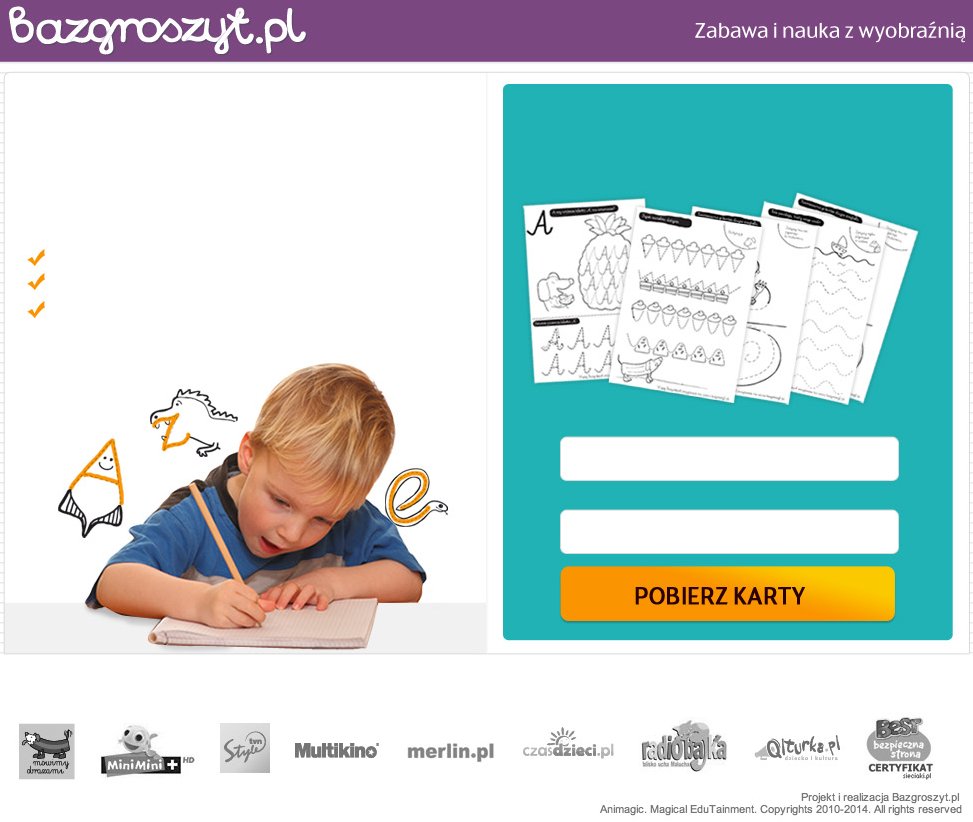 Bazgroszyt.pl
Zabawa i nauka z wyobraźnią
A
POBIERZ KARTY
mówimy
obrazami
MiniMini + HD
tvn
Style
Multikino
merlin.pl
czasdzieci.pl
radiobajka
Qlturka.pl
dziecko i kultura
BeST
bezpieczna
strona
CERTYFIKAT
sieciaki.pl
Projekt i realizacja Bazgroszyt.pl
Animagic. Magical EduTainment. Copyrights 2010-2014. All rights reserved